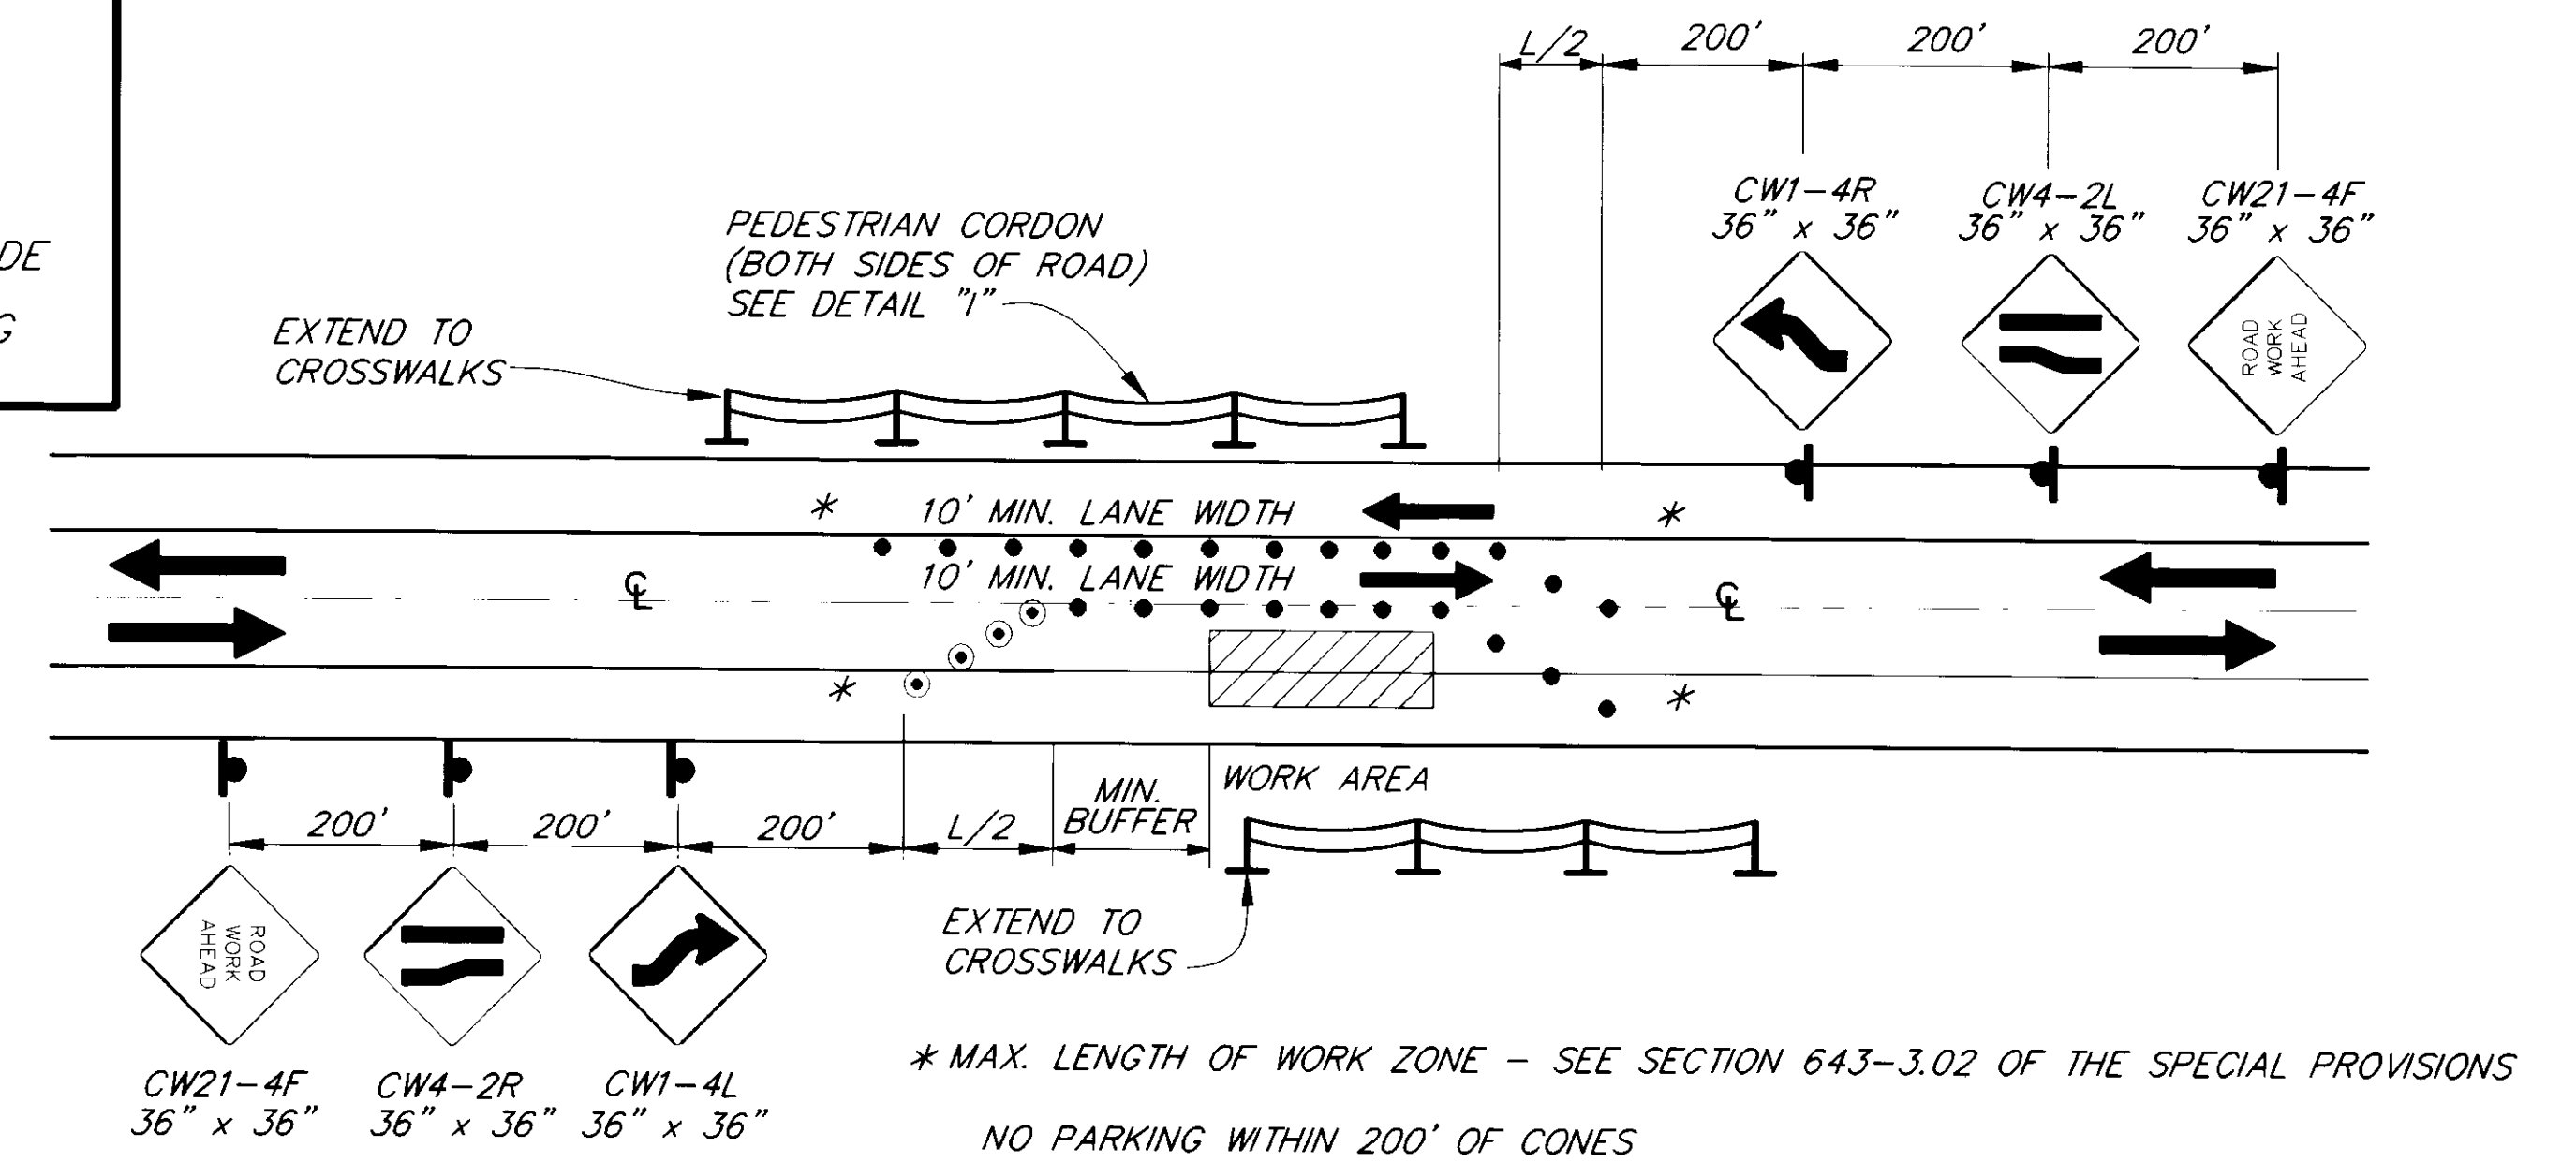 L/2 200' 200' 200'
CW1-4R
36" x 36"
CW4-2L
36" x 36"
CW21-4F
36" x 36"
ROAD
WORK
AHEAD
DE
G
PEDESTRIAN CORDON
(BOTH SIDES OF ROAD)
SEE DETAIL "1"
EXTEND TO
CROSSWALKS
* 10' MIN. LANE WIDTH *
10' MIN. LANE WIDTH
℄ ℄
* *
200' 200' 200' L/2
MIN.
BUFFER
WORK AREA
ROAD
WORK
AHEAD
EXTEND TO
CROSSWALKS
CW21-4F
36" x 36"
CW4-2R
36" x 36"
CW1-4L
36" x 36"
* MAX. LENGTH OF WORK ZONE - SEE SECTION 643-3.02 OF THE SPECIAL PROVISIONS
NO PARKING WITHIN 200' OF CONES